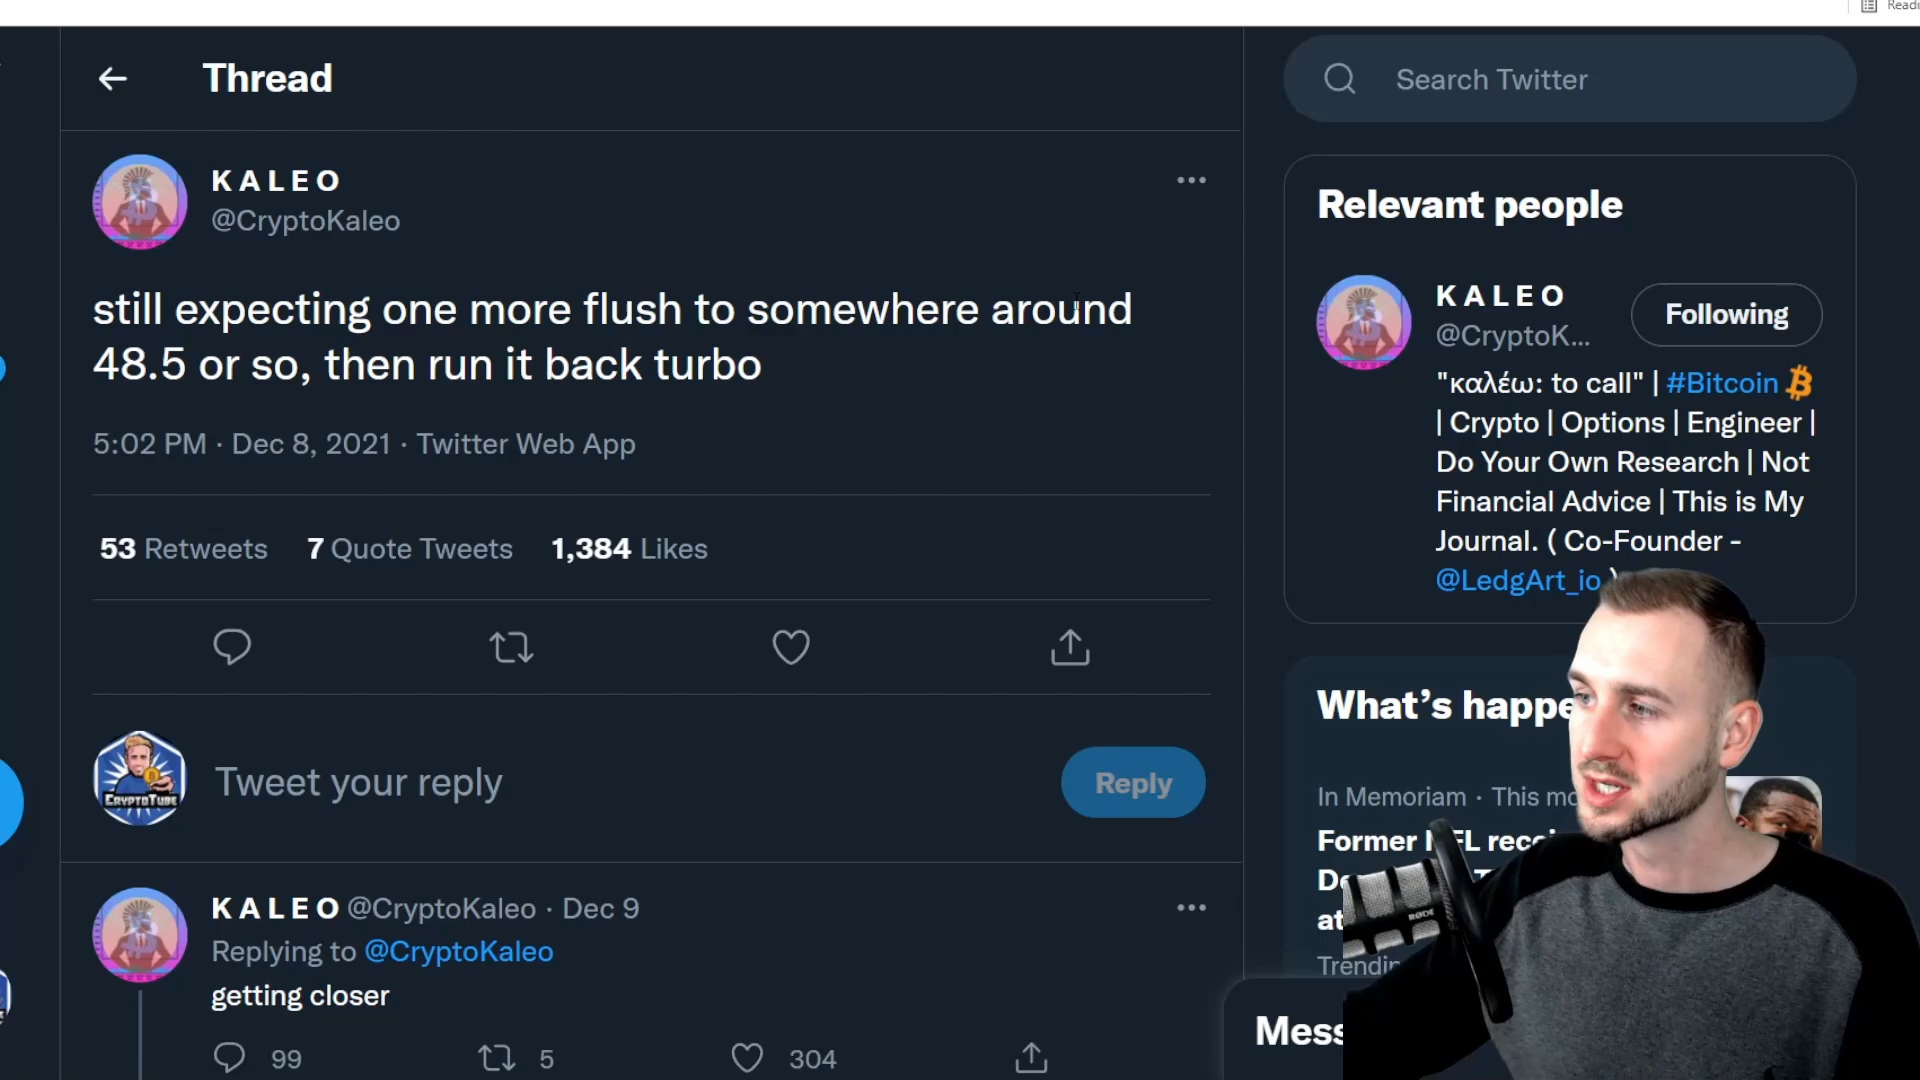 Thread
Search Twitter
K A L E O
@CryptoKaleo
still expecting one more flush to somewhere around
48.5 or so, then run it back turbo
5:02 PM · Dec 8, 2021 · Twitter Web App
53 Retweets 7 Quote Tweets 1,384 Likes
CRYPTOTUBE
Tweet your reply
Reply
K A L E O @CryptoKaleo · Dec 9
Replying to @CryptoKaleo
getting closer
99 5 304
Relevant people
K A L E O
@CryptoK...
Following
"καλέω: to call" | #Bitcoin
| Crypto | Options | Engineer |
Do Your Own Research | Not
Financial Advice | This is My
Journal. ( Co-Founder -
@LedgArt_io )
What's happe
In Memoriam · This mo
Former
Trendin
RØDE
Mess